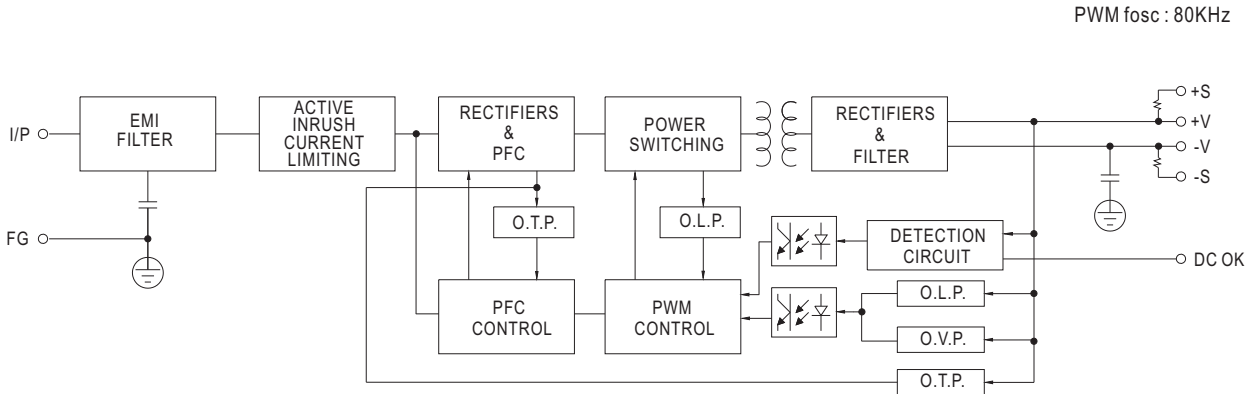 PWM fosc : 80KHz
I/P
EMI
FILTER
ACTIVE
INRUSH
CURRENT
LIMITING
RECTIFIERS
&
PFC
POWER
SWITCHING
RECTIFIERS
&
FILTER
+S
+V
-V
-S
FG
O.T.P.
O.L.P.
DETECTION
CIRCUIT
DC OK
PFC
CONTROL
PWM
CONTROL
O.L.P.
O.V.P.
O.T.P.